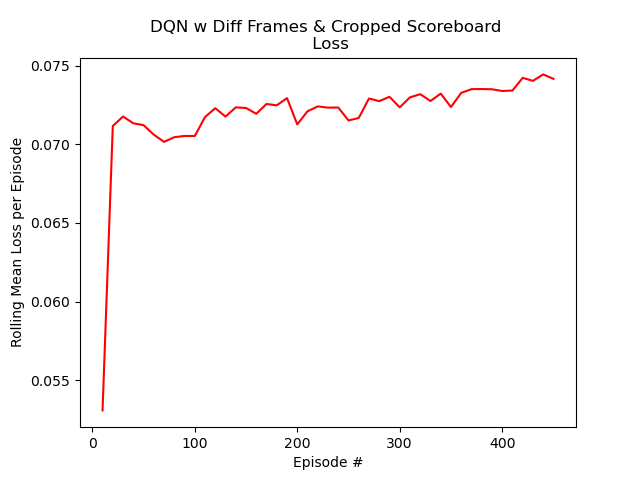 DQN w Diff Frames & Cropped Scoreboard
Loss
Rolling Mean Loss per Episode
0.075
0.070
0.065
0.060
0.055
0
100
200
300
400
Episode #